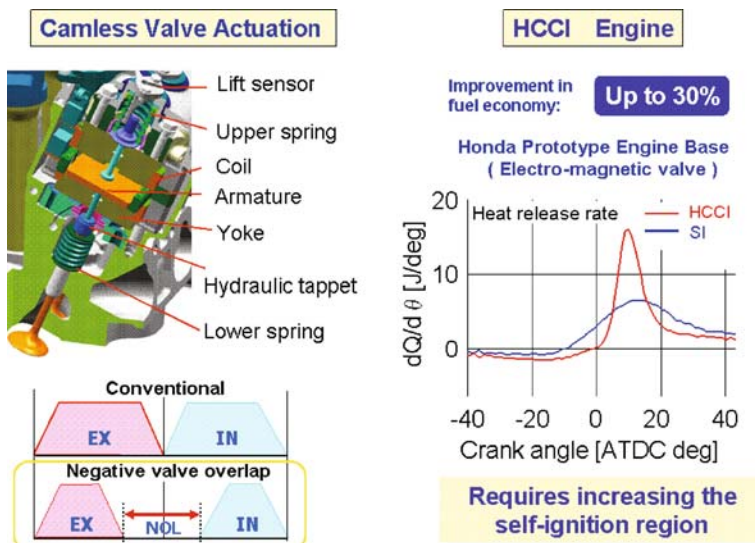 Camless Valve Actuation
Lift sensor
Upper spring
Coil
Armature
Yoke
Hydraulic tappet
Lower spring
Conventional
EX IN
Negative valve overlap
EX NOL IN
HCCI Engine
Improvement in
fuel economy:
Up to 30%
Honda Prototype Engine Base
( Electro-magnetic valve )
Heat release rate
HCCI
SI
dQ/d θ [J/deg]
20
10
0
-40 -20 0 20 40
Crank angle [ATDC deg]
Requires increasing the
self-ignition region